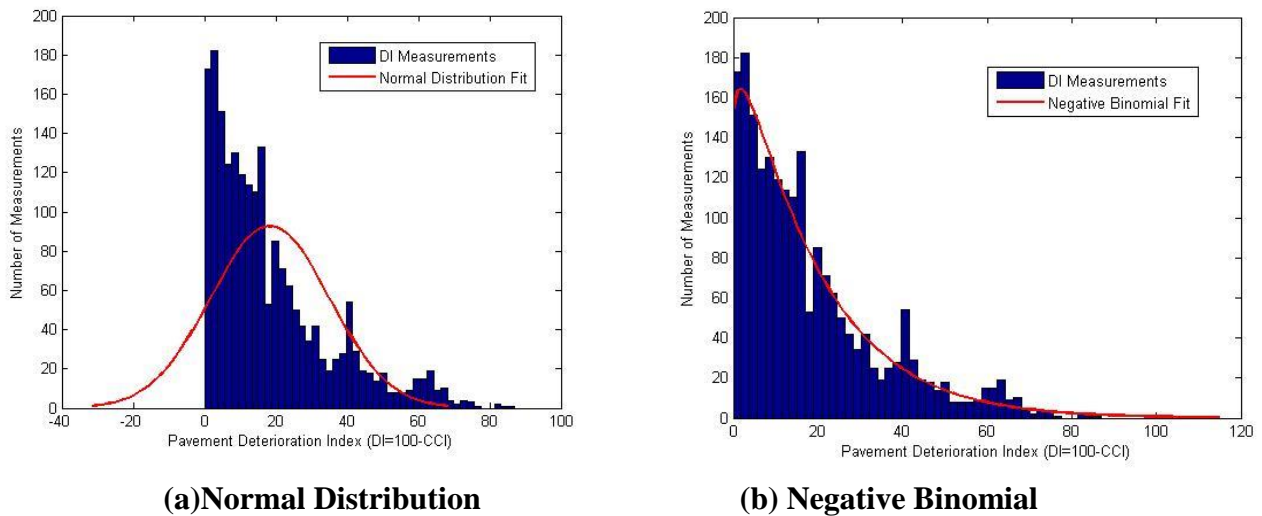 200
180
160
140
120
100
80
60
40
20
0
-40 -20 0 20 40 60 80 100
Number of Measurements
Pavement Deterioration Index (DI=100-CCI)
DI Measurements
Normal Distribution Fit
(a)Normal Distribution
200
180
160
140
120
100
80
60
40
20
0
0 20 40 60 80 100 120
Number of Measurements
Pavement Deterioration Index (DI=100-CCI)
DI Measurements
Negative Binomial Fit
(b) Negative Binomial